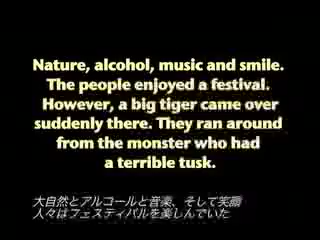 Nature, alcohol, music and smile.
The people enjoyed a festival.
However, a big tiger came over
suddenly there. They ran around
from the monster who had
a terrible tusk.
大自然とアルコールと音楽、そして笑顔
人々はフェスティバルを楽しんでいた